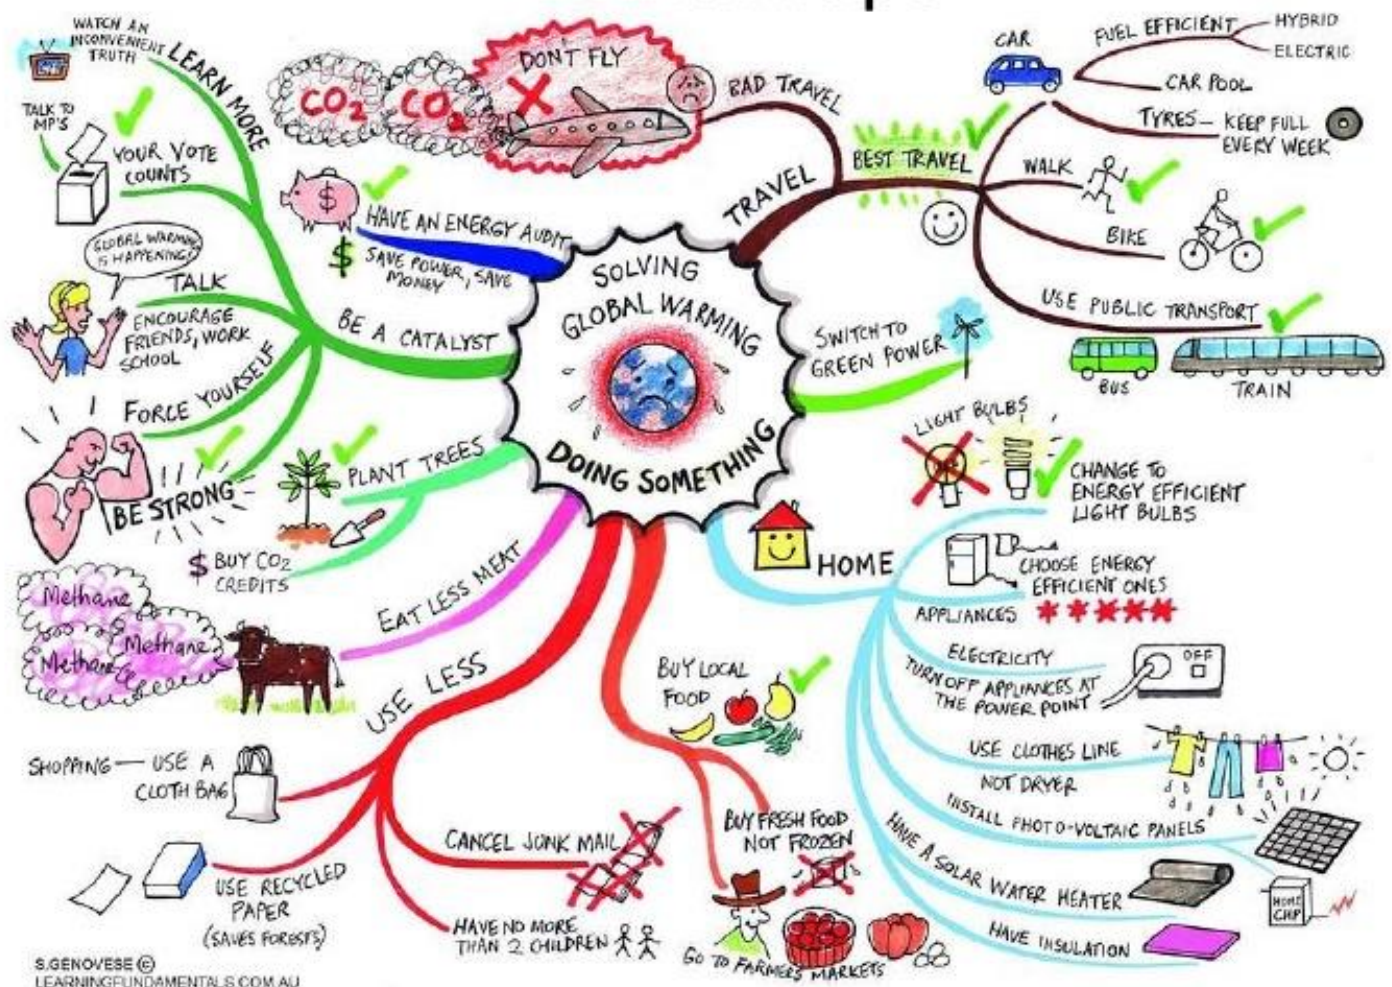 WATCH AN
INCONVENIENT
TRUTH
LEARN MORE
TALK TO
MP'S
YOUR VOTE
COUNTS
GLOBAL WARMING
IS HAPPENING!
TALK
ENCOURAGE
FRIENDS, WORK
SCHOOL
FORCE YOURSELF
BE STRONG
BE A CATALYST
CO2 CO2
DON'T FLY
BAD TRAVEL
$
HAVE AN ENERGY AUDIT
$
SAVE POWER, SAVE
MONEY
TRAVEL
BEST TRAVEL
CAR
FUEL EFFICIENT
HYBRID
ELECTRIC
CAR POOL
TYRES – KEEP FULL
EVERY WEEK
WALK
BIKE
USE PUBLIC TRANSPORT
BUS
TRAIN
SOLVING
GLOBAL WARMING
DOING SOMETHING
SWITCH TO
GREEN POWER
PLANT TREES
$ BUY CO2
CREDITS
EAT LESS MEAT
Methane
Methane
Methane
USE LESS
SHOPPING — USE A
CLOTH BAG
USE RECYCLED
PAPER
(SAVES FORESTS)
CANCEL JUNK MAIL
HAVE NO MORE
THAN 2 CHILDREN
BUY LOCAL
FOOD
BUY FRESH FOOD
NOT FROZEN
GO TO FARMERS MARKETS
HOME
LIGHT BULBS
CHANGE TO
ENERGY EFFICIENT
LIGHT BULBS
CHOOSE ENERGY
EFFICIENT ONES
APPLIANCES
ELECTRICITY
TURN OFF APPLIANCES AT
THE POWER POINT
OFF
USE CLOTHES LINE
NOT DRYER
INSTALL PHOTO-VOLTAIC PANELS
HAVE A SOLAR WATER HEATER
HAVE INSULATION
S.GENOVESE ©
LEARNINGFUNDAMENTALS.COM.AU